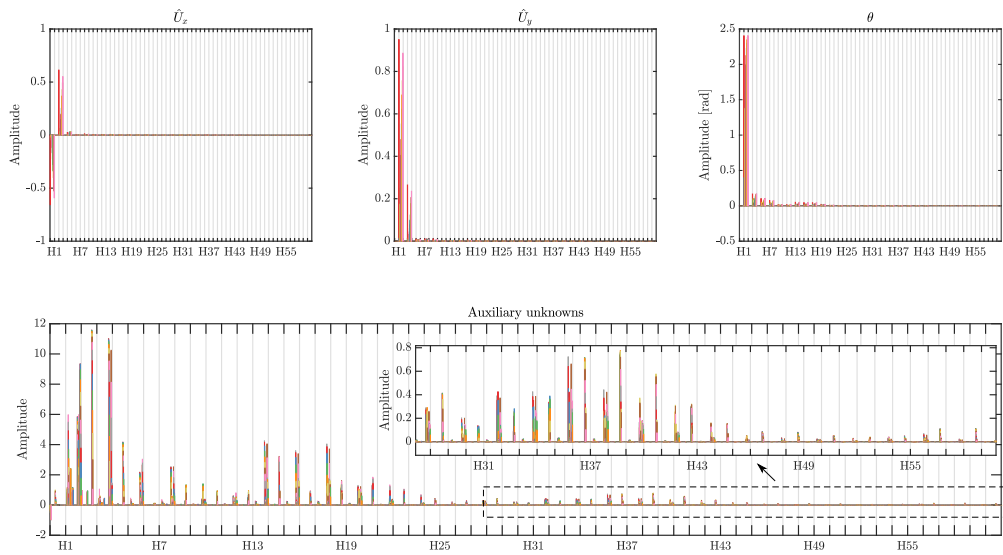 Ûx
Amplitude
1
0.5
0
-0.5
-1
H1 H7 H13 H19 H25 H31 H37 H43 H49 H55
Ûy
Amplitude
1
0.8
0.6
0.4
0.2
0
H1 H7 H13 H19 H25 H31 H37 H43 H49 H55
θ
Amplitude [rad]
2.5
2
1.5
1
0.5
0
-0.5
H1 H7 H13 H19 H25 H31 H37 H43 H49 H55
Auxiliary unknowns
Amplitude
12
10
8
6
4
2
0
-2
H1 H7 H13 H19 H25 H31 H37 H43 H49 H55
Amplitude
0.8
0.6
0.4
0.2
0
H31 H37 H43 H49 H55